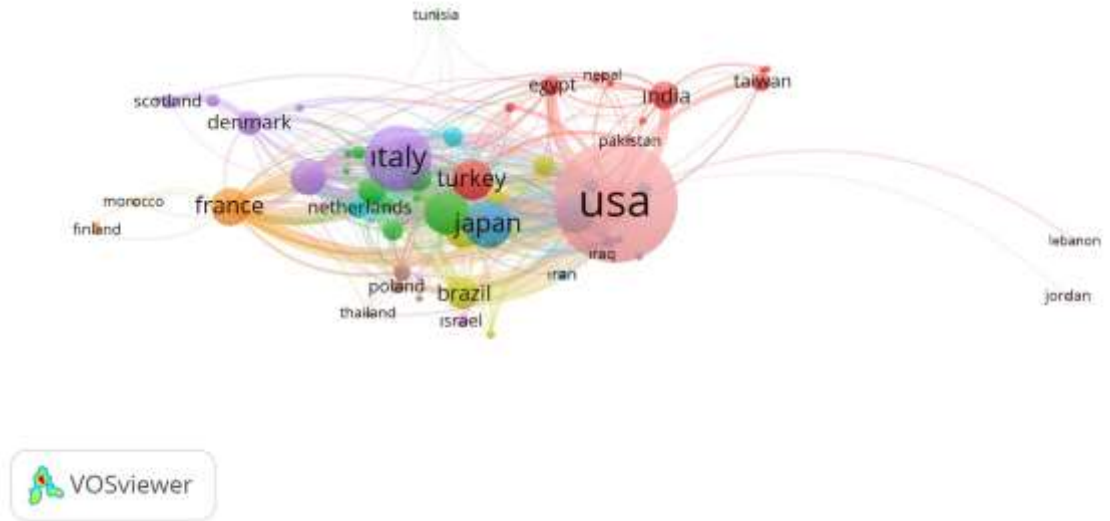 tunisia
egypt
nepal
taiwan
india
scotland
denmark
pakistan
italy
turkey
usa
morocco
france
netherlands
japan
finland
lebanon
iraq
iran
poland
brazil
jordan
thailand
israel
VOSviewer